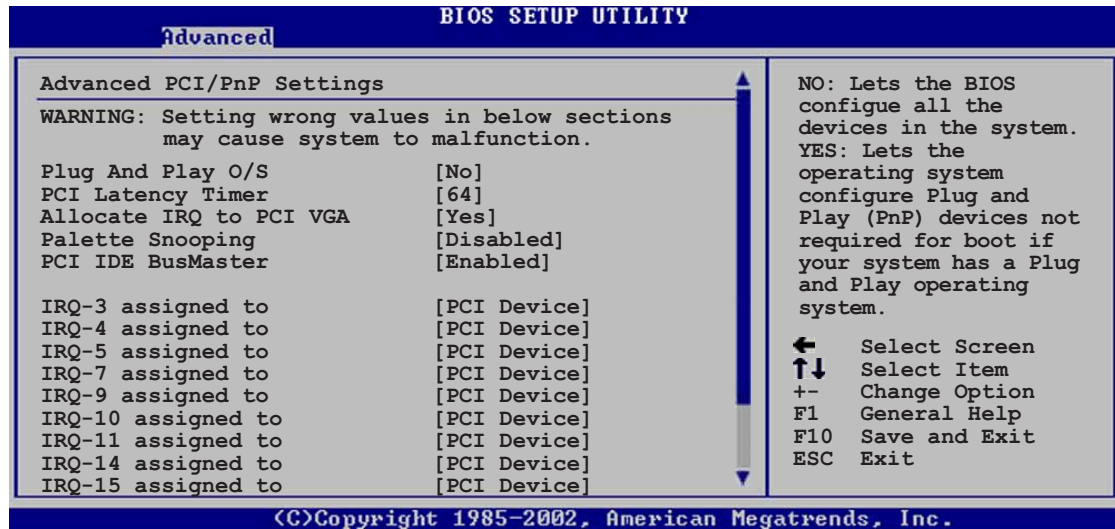 BIOS SETUP UTILITY
Advanced
Advanced PCI/PnP Settings
WARNING: Setting wrong values in below sections
may cause system to malfunction.
Plug And Play O/S [No]
PCI Latency Timer [64]
Allocate IRQ to PCI VGA [Yes]
Palette Snooping [Disabled]
PCI IDE BusMaster [Enabled]
IRQ-3 assigned to [PCI Device]
IRQ-4 assigned to [PCI Device]
IRQ-5 assigned to [PCI Device]
IRQ-7 assigned to [PCI Device]
IRQ-9 assigned to [PCI Device]
IRQ-10 assigned to [PCI Device]
IRQ-11 assigned to [PCI Device]
IRQ-14 assigned to [PCI Device]
IRQ-15 assigned to [PCI Device]
NO: Lets the BIOS
configue all the
devices in the system.
YES: Lets the
operating system
configure Plug and
Play (PnP) devices not
required for boot if
your system has a Plug
and Play operating
system.
← Select Screen
↑↓ Select Item
+- Change Option
F1 General Help
F10 Save and Exit
ESC Exit
(C)Copyright 1985-2002, American Megatrends, Inc.